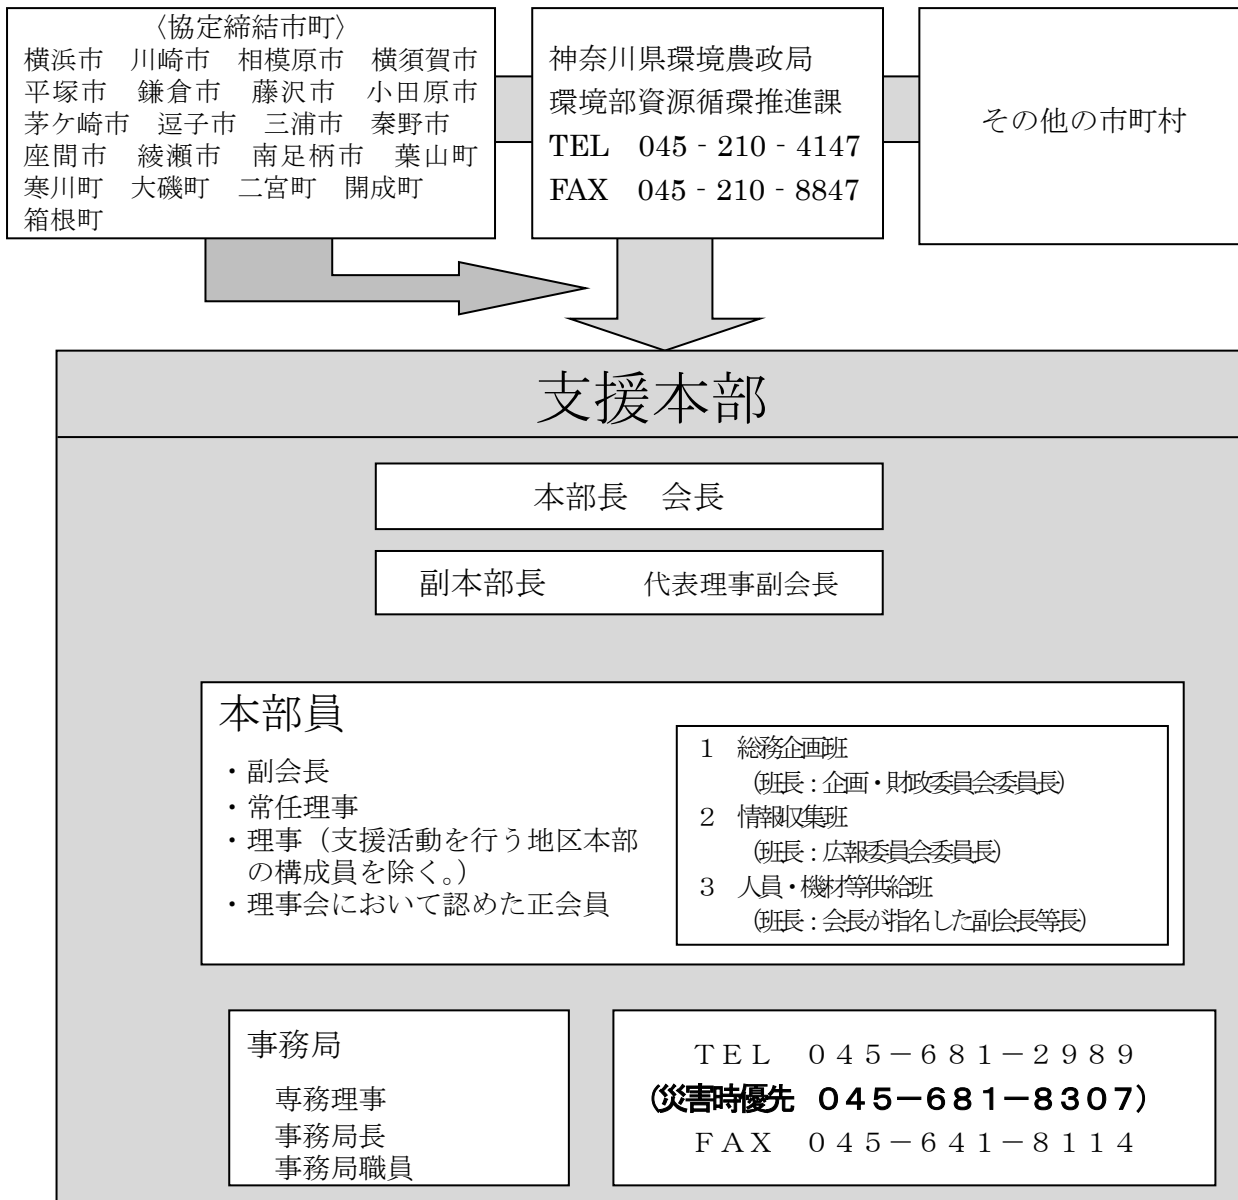 〈協定締結市町〉
横浜市　川崎市　相模原市　横須賀市
平塚市　鎌倉市　藤沢市　小田原市
茅ケ崎市　逗子市　三浦市　秦野市
座間市　綾瀬市　南足柄市　葉山町
寒川町　大磯町　二宮町　開成町
箱根町
神奈川県環境農政局
環境部資源循環推進課
TEL　045‐210‐4147
FAX　045‐210‐8847
その他の市町村
支援本部
本部長　会長
副本部長　　　代表理事副会長
本部員
・副会長
・常任理事
・理事（支援活動を行う地区本部
の構成員を除く。）
・理事会において認めた正会員
１　総務企画班
（班長：企画・財政委員会委員長）
２　情報収集班
（班長：広報委員会委員長）
３　人員・機材等供給班
（班長：会長が指名した副会長等長）
事務局
専務理事
事務局長
事務局職員
ＴＥＬ　０４５－６８１－２９８９
（災害時優先　０４５－６８１－８３０７）
ＦＡＸ　０４５－６４１－８１１４